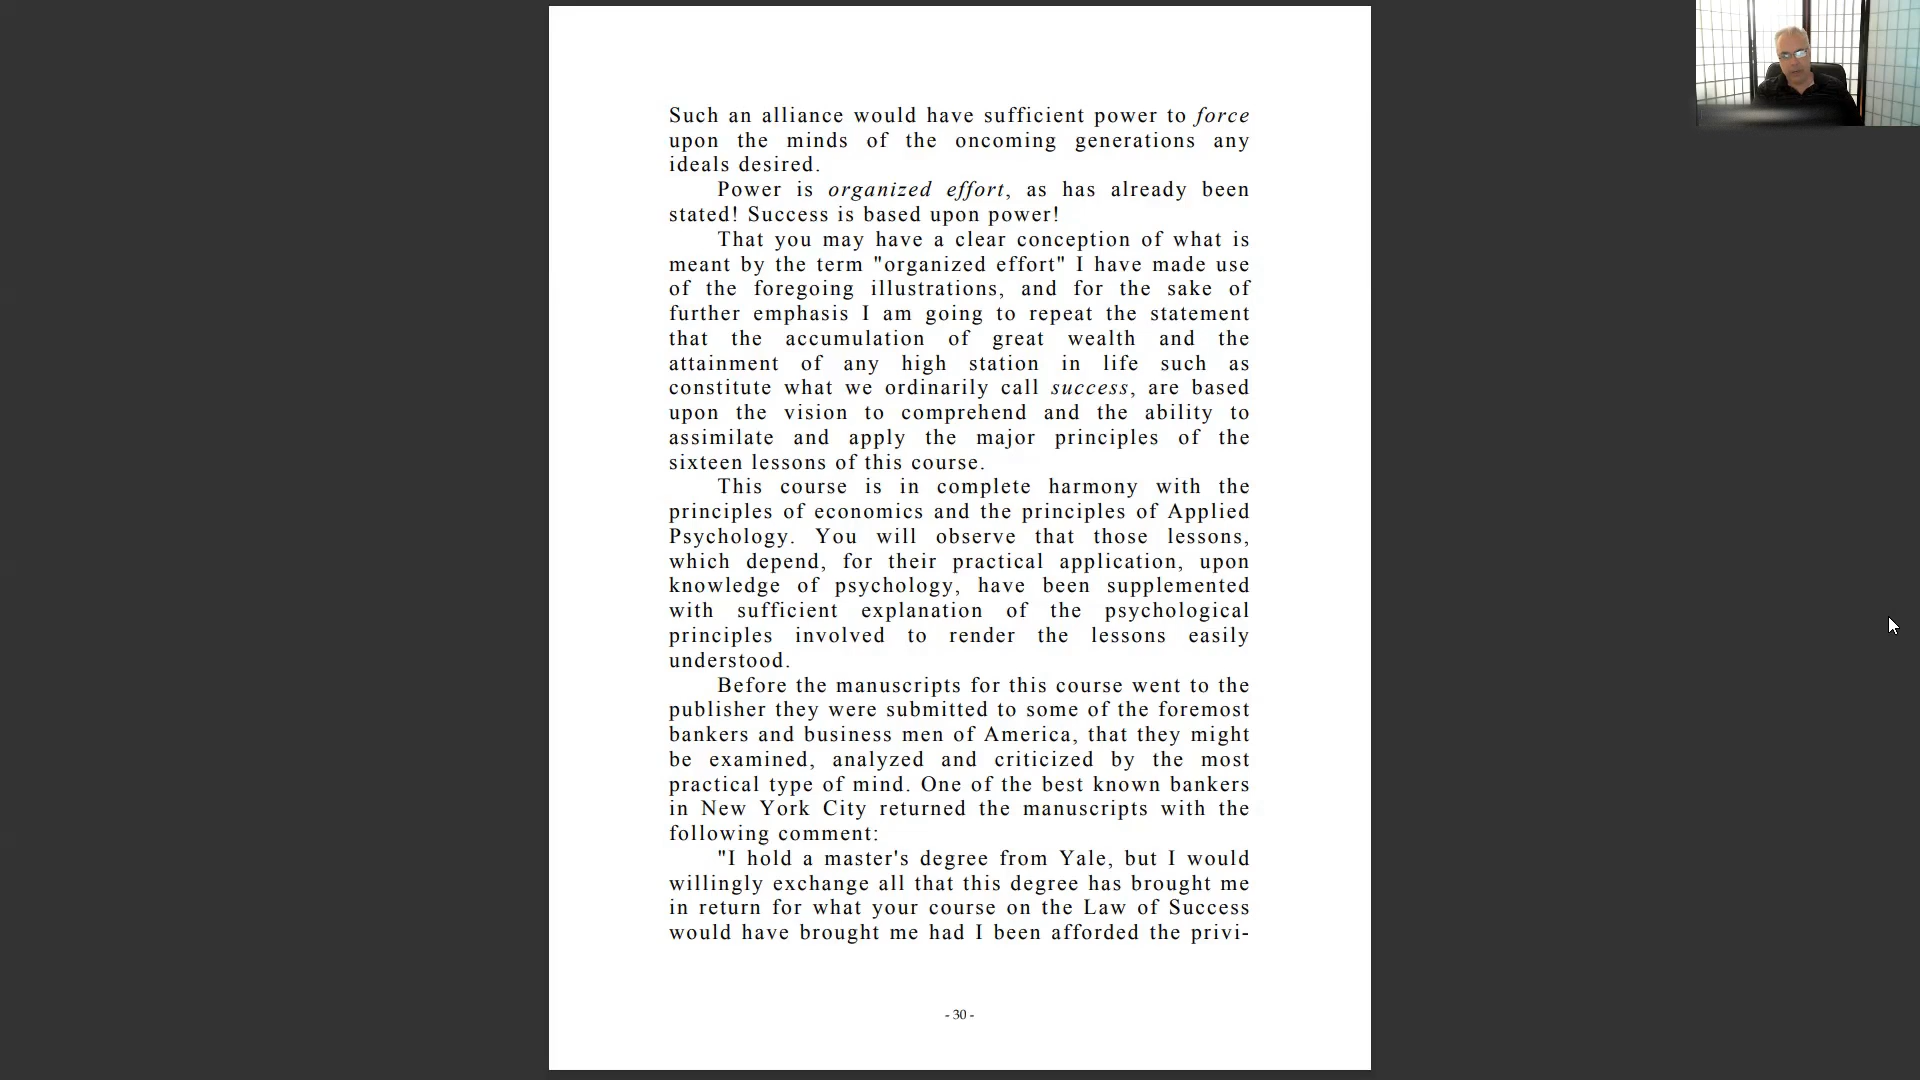 Such an alliance would have sufficient power to force
upon the minds of the oncoming generations any
ideals desired.
Power is organized effort, as has already been
stated! Success is based upon power!
That you may have a clear conception of what is
meant by the term "organized effort" I have made use
of the foregoing illustrations, and for the sake of
further emphasis I am going to repeat the statement
that the accumulation of great wealth and the
attainment of any high station in life such as
constitute what we ordinarily call success, are based
upon the vision to comprehend and the ability to
assimilate and apply the major principles of the
sixteen lessons of this course.
This course is in complete harmony with the
principles of economics and the principles of Applied
Psychology. You will observe that those lessons,
which depend, for their practical application, upon
knowledge of psychology, have been supplemented
with sufficient explanation of the psychological
principles involved to render the lessons easily
understood.
Before the manuscripts for this course went to the
publisher they were submitted to some of the foremost
bankers and business men of America, that they might
be examined, analyzed and criticized by the most
practical type of mind. One of the best known bankers
in New York City returned the manuscripts with the
following comment:
"I hold a master's degree from Yale, but I would
willingly exchange all that this degree has brought me
in return for what your course on the Law of Success
would have brought me had I been afforded the privi-
- 30 -